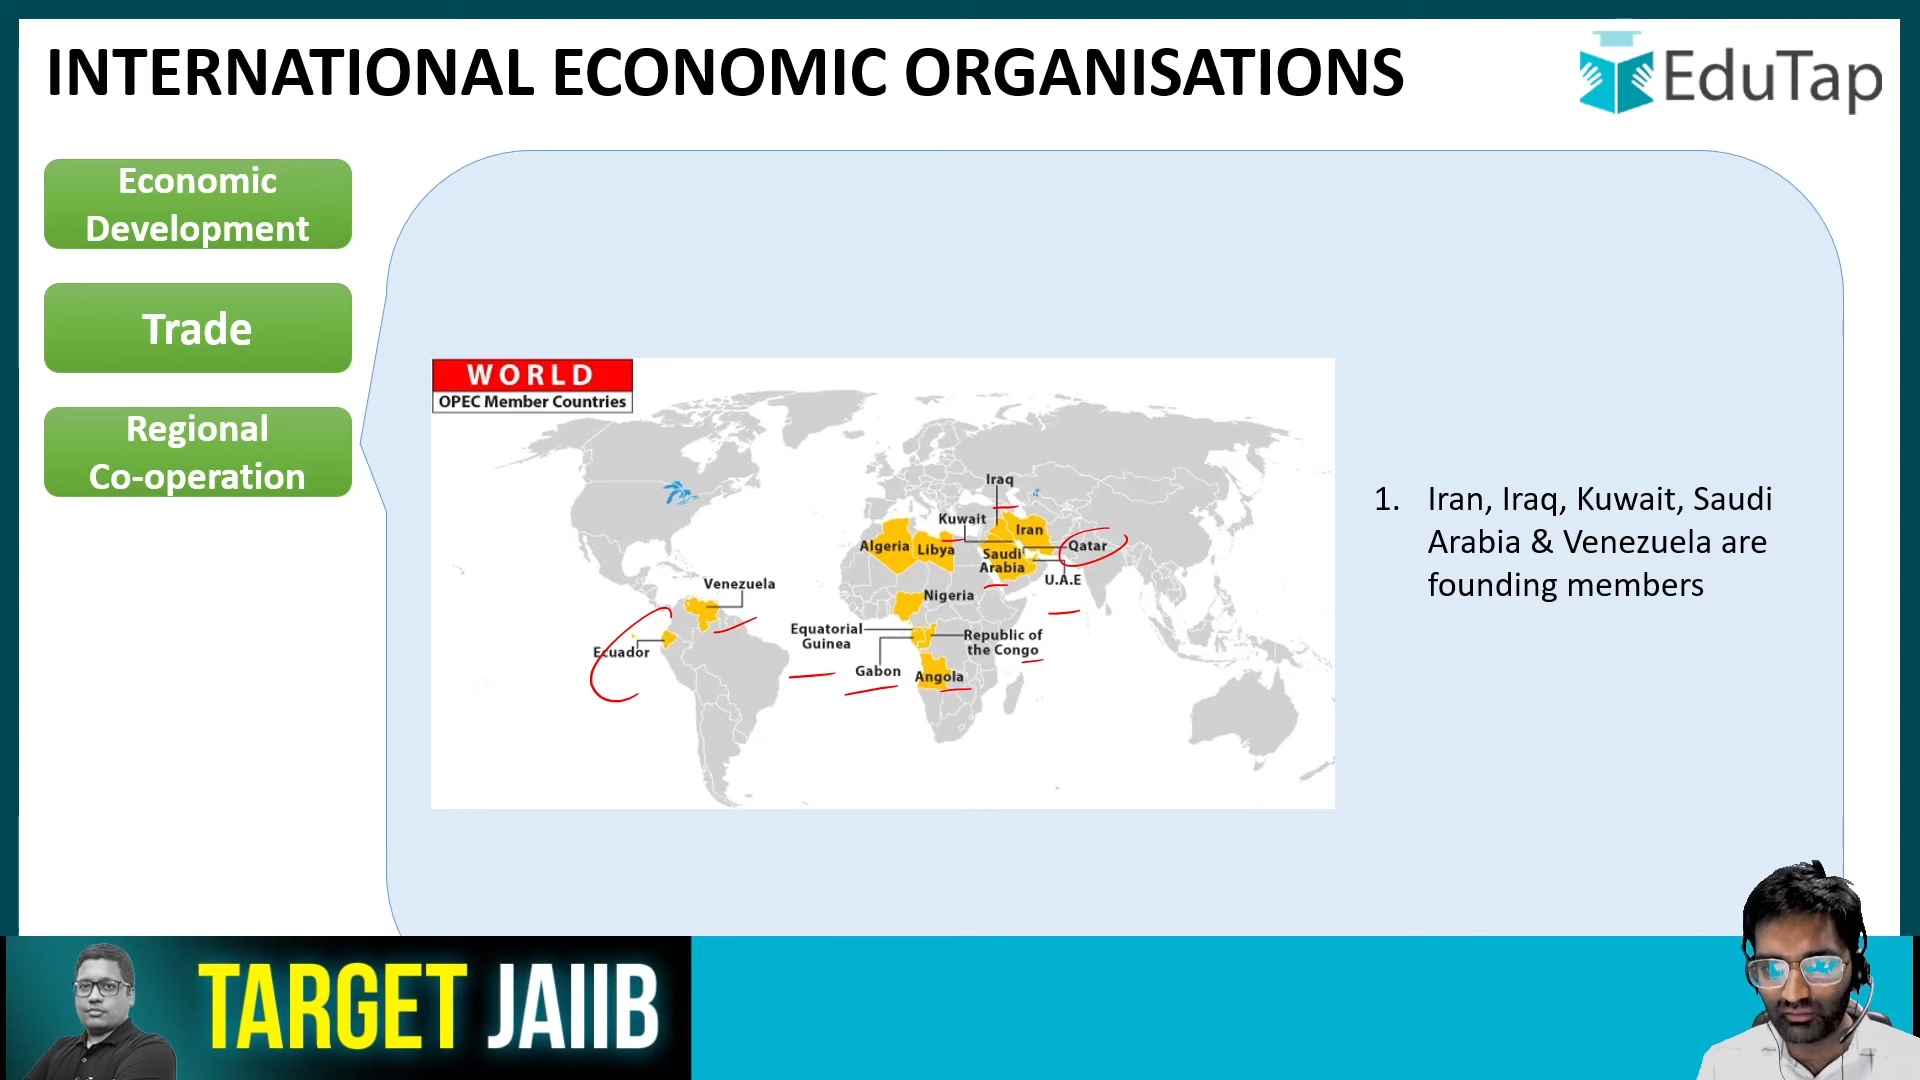 INTERNATIONAL ECONOMIC ORGANISATIONS
EduTap
Economic
Development
Trade
Regional
Co-operation
WORLD
OPEC Member Countries
Iraq
Kuwait
Iran
Algeria
Libya
Qatar
Saudi
Arabia
U.A.E
Venezuela
Nigeria
Equatorial
Guinea
Republic of
the Congo
Ecuador
Gabon
Angola
1. Iran, Iraq, Kuwait, Saudi
Arabia & Venezuela are
founding members
TARGET JAIIB